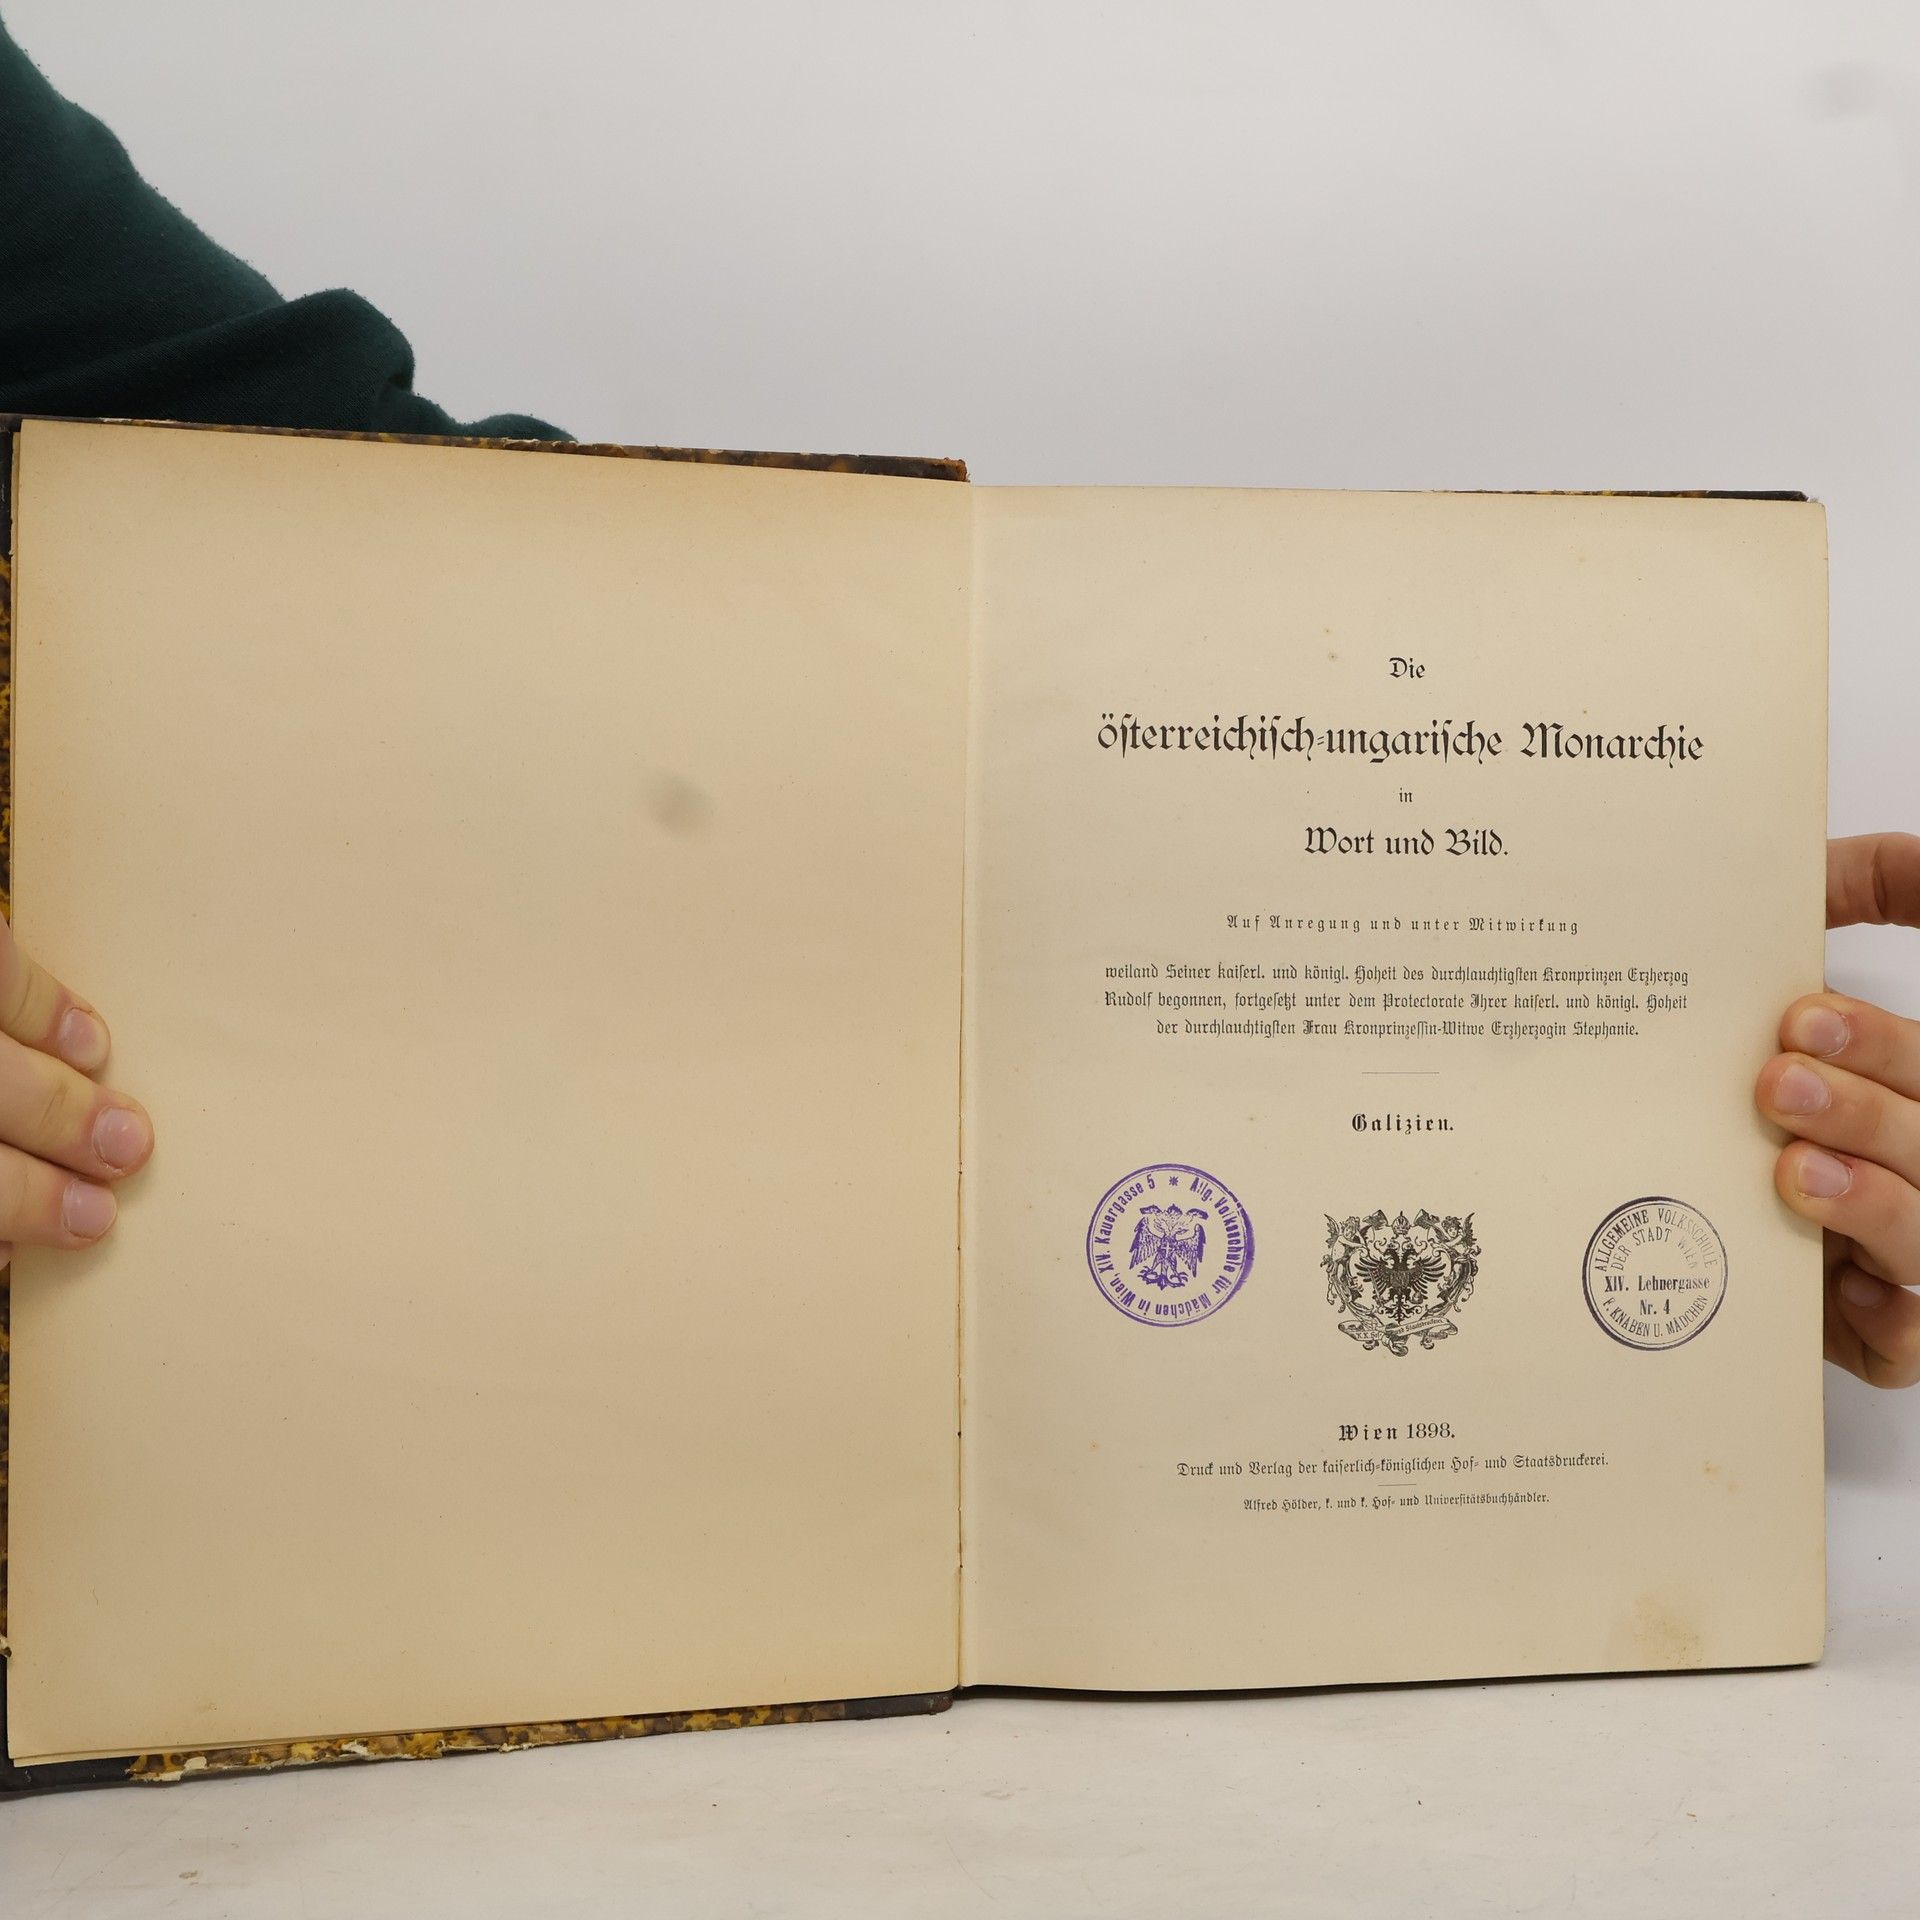 Die
öſterreichiſch-ungariſche Monarchie
in
Wort und Bild.
Auf Anregung und unter Mitwirkung
weiland Seiner kaiſerl. und königl. Hoheit des durchlauchtigſten Kronprinzen Erzherzog
Rudolf begonnen, fortgeſetzt unter dem Protectorate Ihrer kaiſerl. und königl. Hoheit
der durchlauchtigſten Frau Kronprinzeſſin-Witwe Erzherzogin Stephanie.
Galizien.
Allg. Volksschule für Mädchen in Wien, XIV. Kauergasse 5 *
K.K. Hof und Staatsdruckerei
ALLGEMEINE VOLKSSCHULE
DER STADT WIEN
XIV. Lehnergasse
Nr. 4
F. KNABEN U. MÄDCHEN
Wien 1898.
Druck und Verlag der kaiſerlich-königlichen Hof- und Staatsdruckerei.
Alfred Hölder, k. und k. Hof- und Univerſitätsbuchhändler.